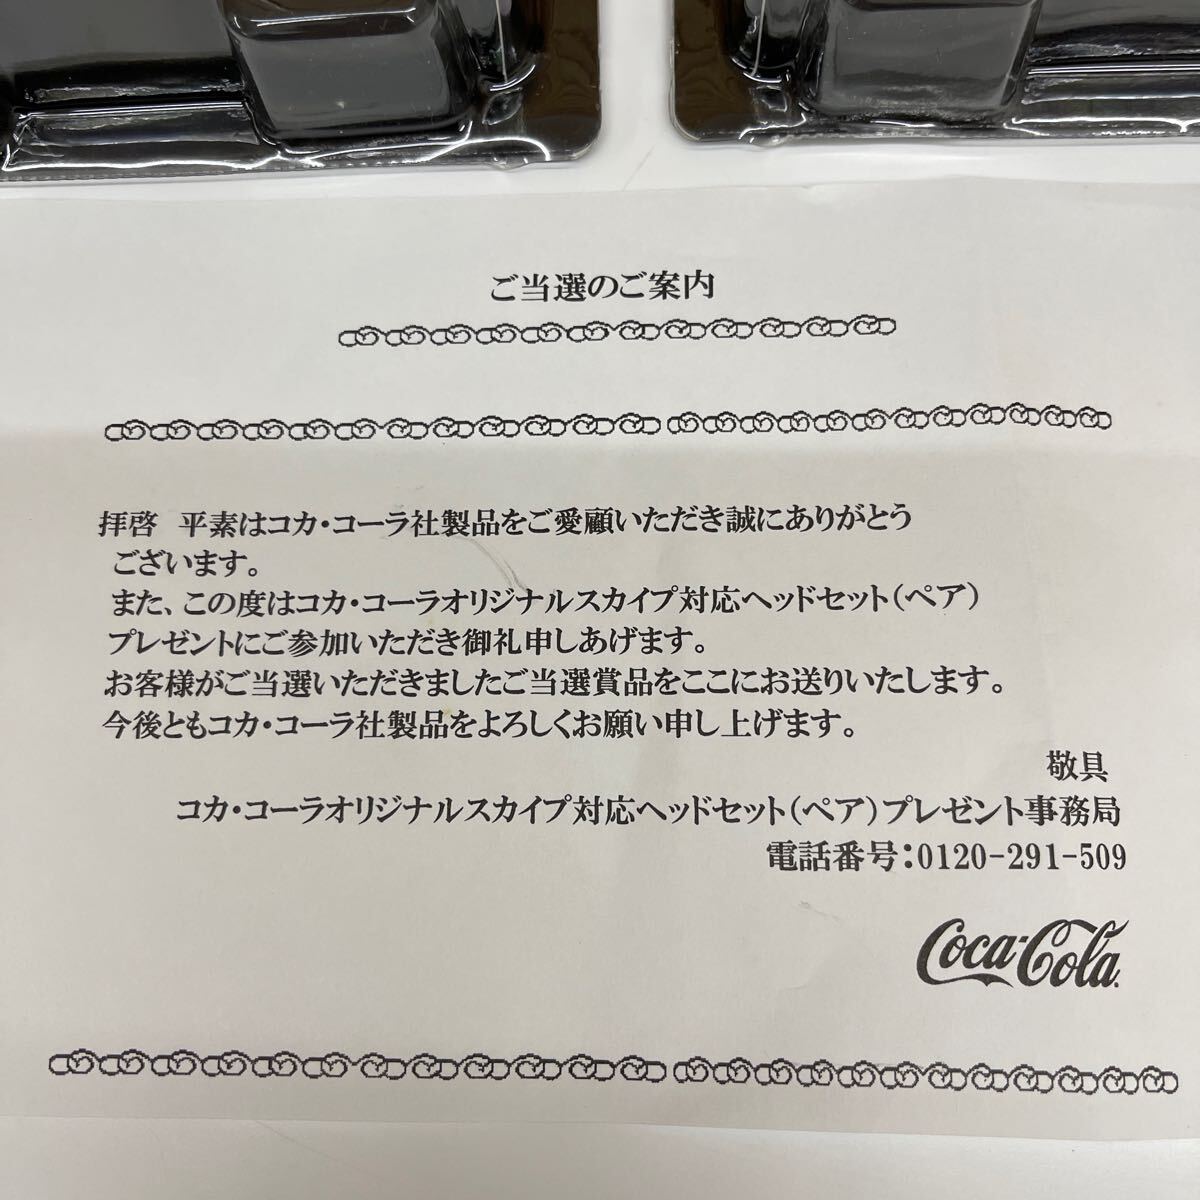 ご当選のご案内
拝啓　平素はコカ・コーラ社製品をご愛顧いただき誠にありがとう
ございます。
また、この度はコカ・コーラオリジナルスカイプ対応ヘッドセット(ペア)
プレゼントにご参加いただき御礼申しあげます。
お客様がご当選いただきましたご当選賞品をここにお送りいたします。
今後ともコカ・コーラ社製品をよろしくお願い申し上げます。
敬具
コカ・コーラオリジナルスカイプ対応ヘッドセット(ペア)プレゼント事務局
電話番号：0120-291-509
Coca-Cola